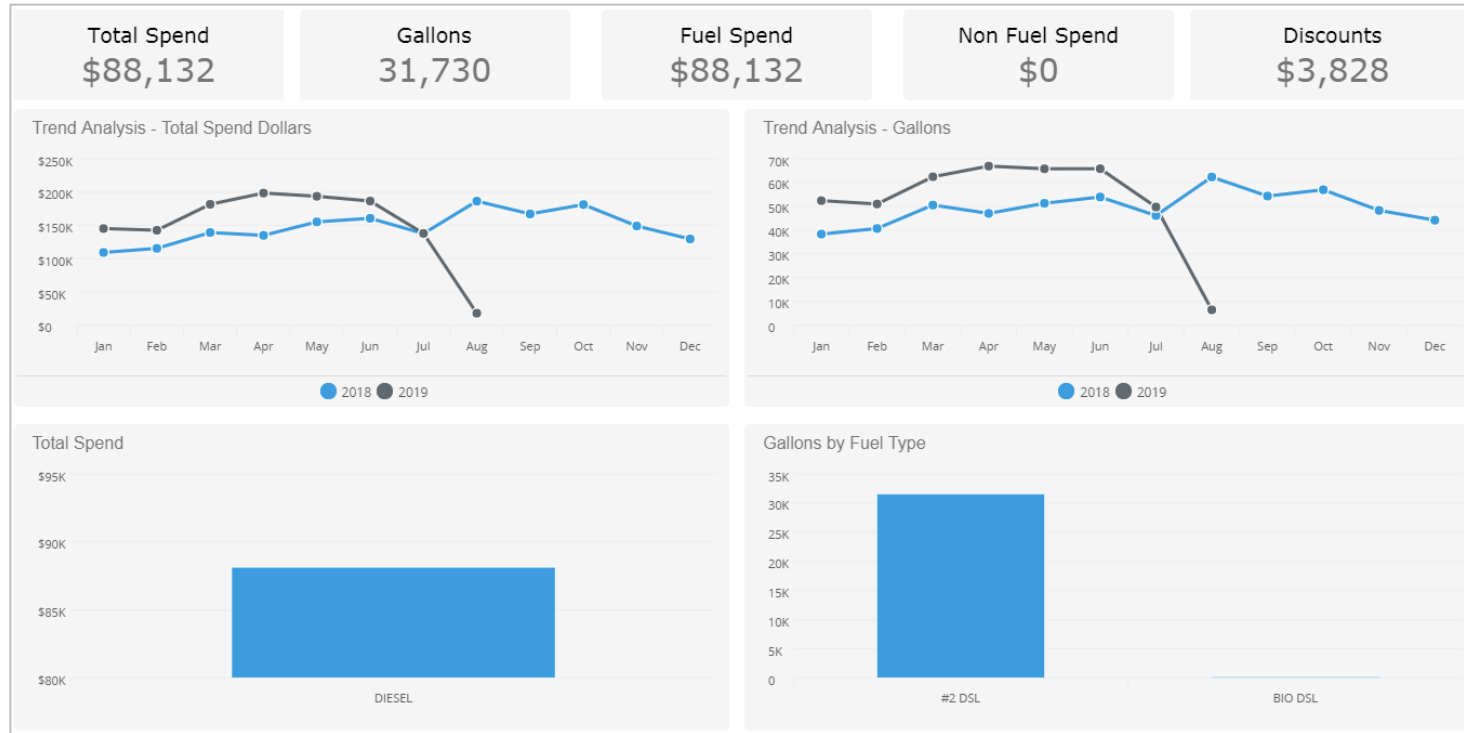 Total Spend
$88,132
Gallons
31,730
Fuel Spend
$88,132
Non Fuel Spend
$0
Discounts
$3,828
Trend Analysis - Total Spend Dollars
$250K
$200K
$150K
$100K
$50K
$0
Jan Feb Mar Apr May Jun Jul Aug Sep Oct Nov Dec
2018 2019
Trend Analysis - Gallons
70K
60K
50K
40K
30K
20K
10K
0
Jan Feb Mar Apr May Jun Jul Aug Sep Oct Nov Dec
2018 2019
Total Spend
$95K
$90K
$85K
$80K
DIESEL
Gallons by Fuel Type
35K
30K
25K
20K
15K
10K
5K
0
#2 DSL BIO DSL